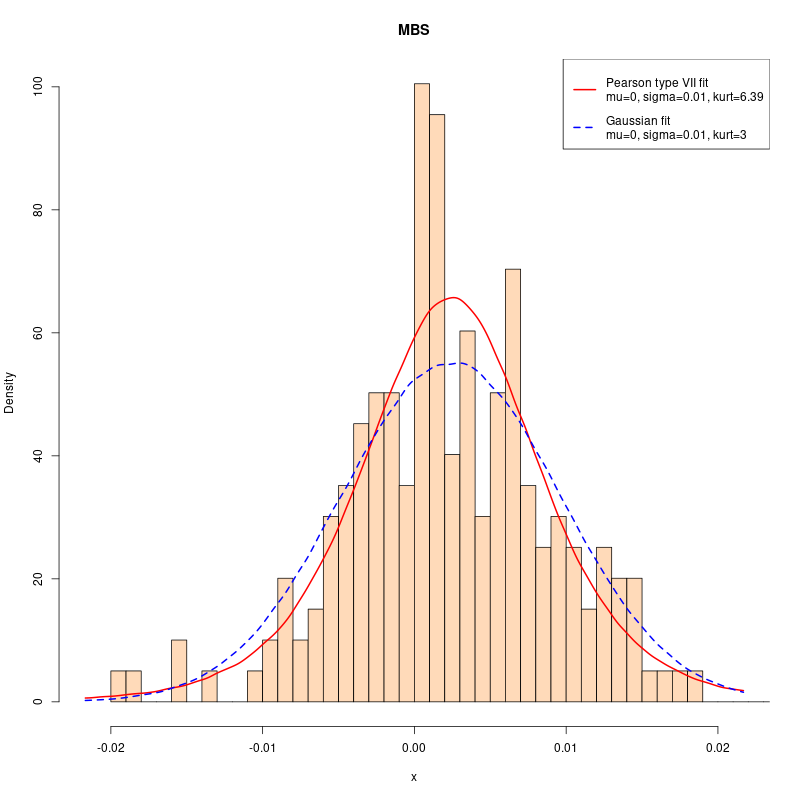 MBS
Pearson type VII fit
mu=0, sigma=0.01, kurt=6.39
Gaussian fit
mu=0, sigma=0.01, kurt=3
Density
100
80
60
40
20
0
-0.02
-0.01
0.00
0.01
0.02
x